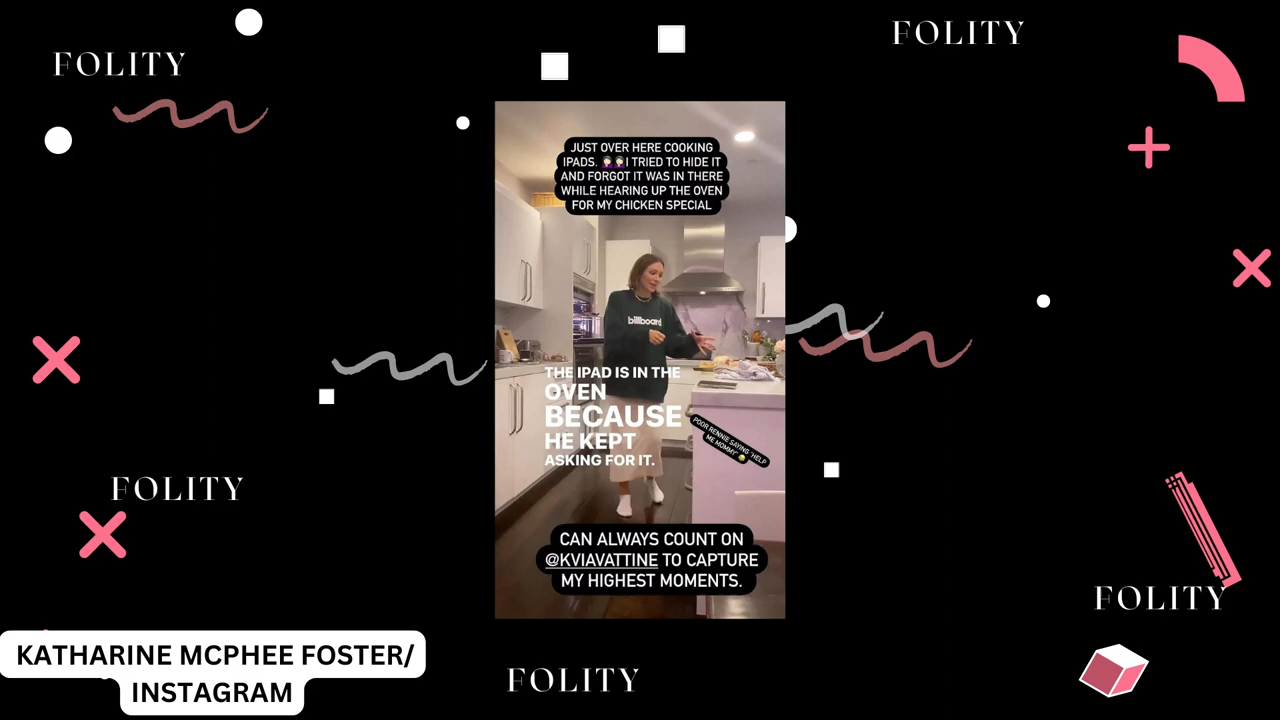 FOLITY
FOLITY
JUST OVER HERE COOKING
IPADS. 🤦🏻‍♀️🤦🏻‍♀️ I TRIED TO HIDE IT
AND FORGOT IT WAS IN THERE
WHILE HEARING UP THE OVEN
FOR MY CHICKEN SPECIAL
billboard
THE IPAD IS IN THE
OVEN
BECAUSE
HE KEPT
ASKING FOR IT.
POOR RENNIE SAYING "HELP
ME MOMMY"
FOLITY
CAN ALWAYS COUNT ON
@KVIAVATTINE TO CAPTURE
MY HIGHEST MOMENTS.
FOLITY
KATHARINE MCPHEE FOSTER/
INSTAGRAM
FOLITY